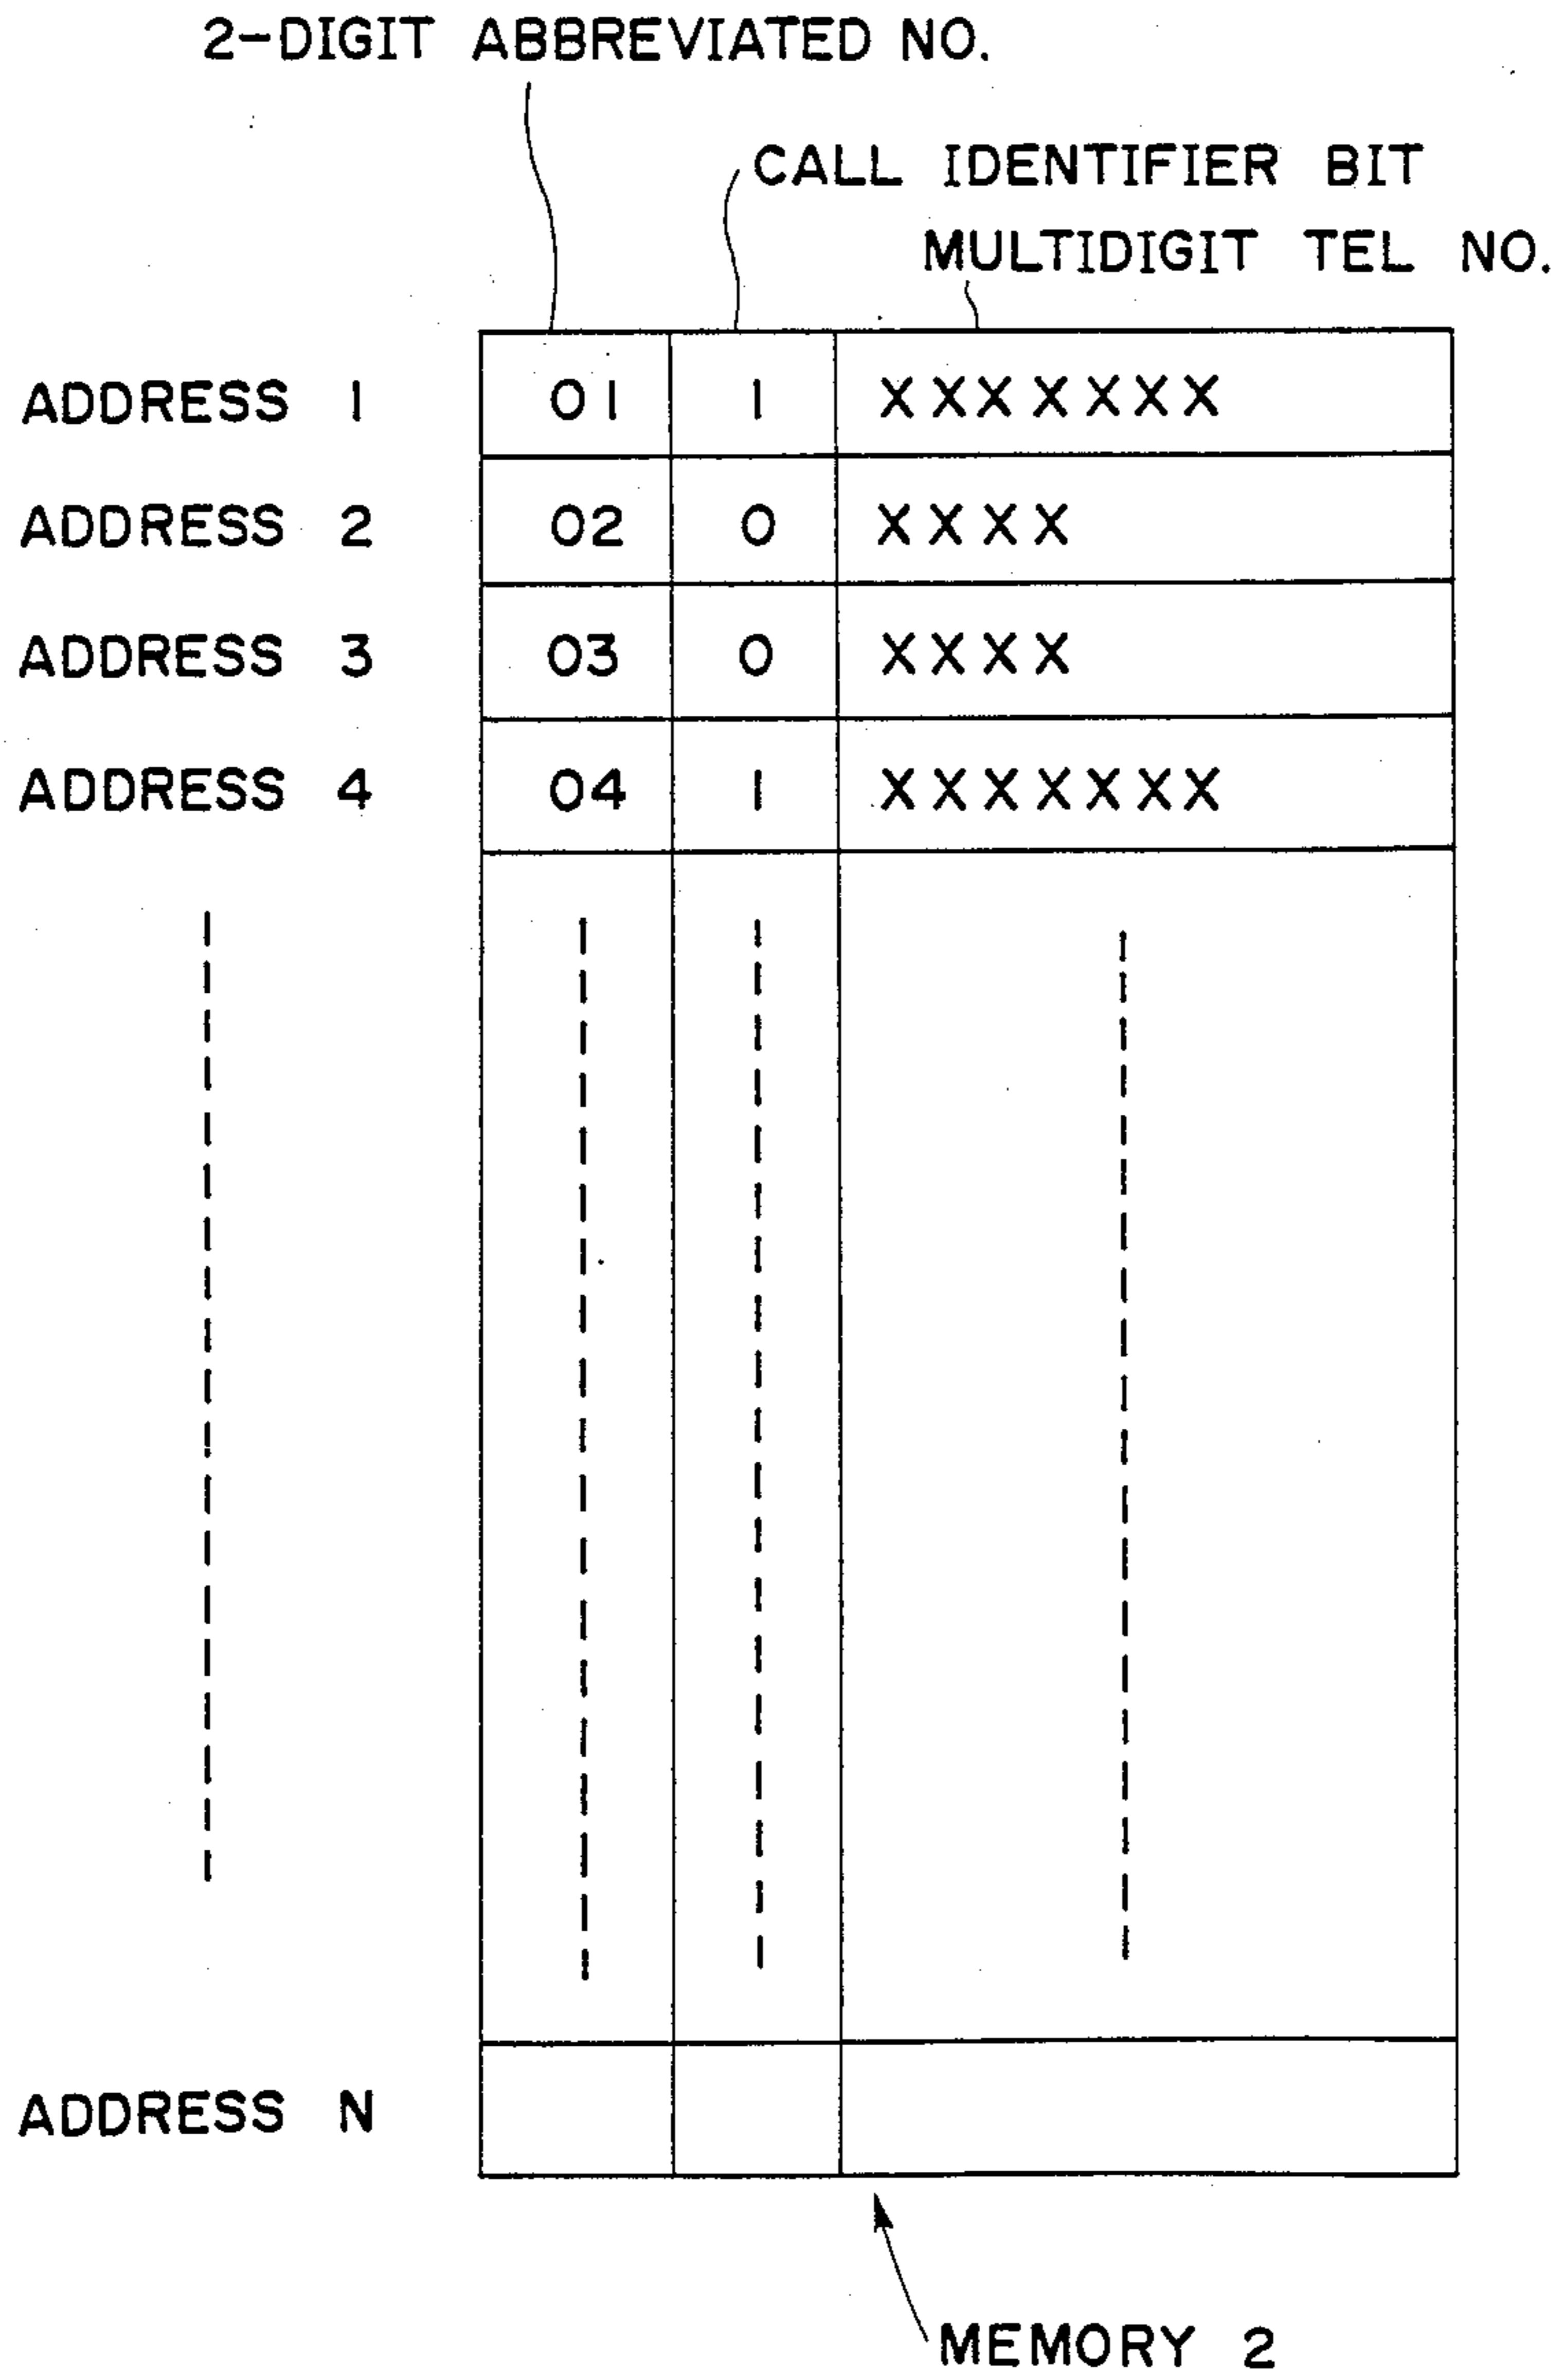 2-DIGIT ABBREVIATED NO.
CALL IDENTIFIER BIT
MULTIDIGIT TEL NO.
ADDRESS 1 01 1 XXXXXXX
ADDRESS 2 02 0 XXXX
ADDRESS 3 03 0 XXXX
ADDRESS 4 04 1 XXXXXXX
ADDRESS N
MEMORY 2